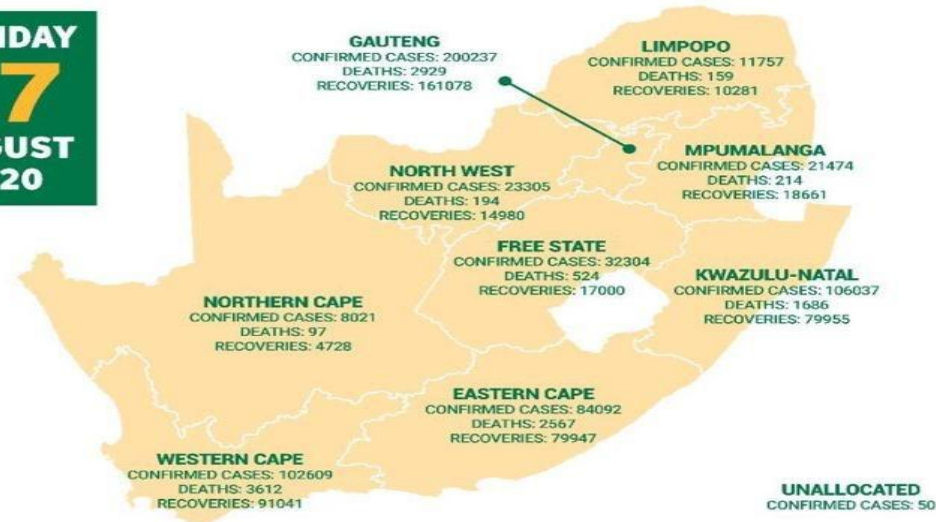 IDAY
7
GUST
20
GAUTENG
CONFIRMED CASES: 200237
DEATHS: 2929
RECOVERIES: 161078
LIMPOPO
CONFIRMED CASES: 11757
DEATHS: 159
RECOVERIES: 10281
NORTH WEST
CONFIRMED CASES: 23305
DEATHS: 194
RECOVERIES: 14980
MPUMALANGA
CONFIRMED CASES: 21474
DEATHS: 214
RECOVERIES: 18661
FREE STATE
CONFIRMED CASES: 32304
DEATHS: 524
RECOVERIES: 17000
KWAZULU-NATAL
CONFIRMED CASES: 106037
DEATHS: 1686
RECOVERIES: 79955
NORTHERN CAPE
CONFIRMED CASES: 8021
DEATHS: 97
RECOVERIES: 4728
EASTERN CAPE
CONFIRMED CASES: 84092
DEATHS: 2567
RECOVERIES: 79947
WESTERN CAPE
CONFIRMED CASES: 102609
DEATHS: 3612
RECOVERIES: 91041
UNALLOCATED
CONFIRMED CASES: 50